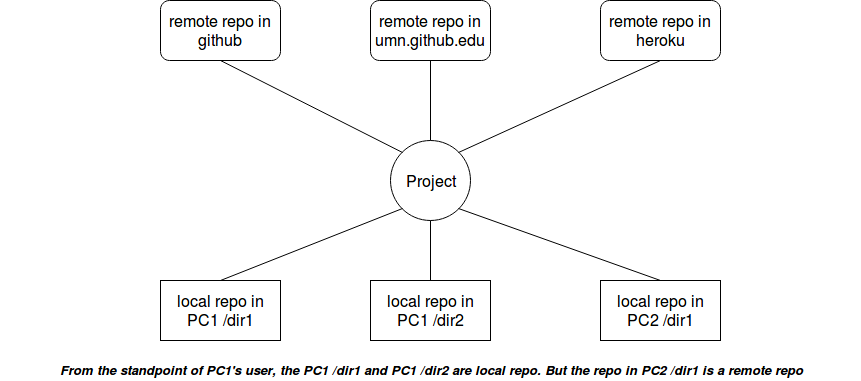 remote repo in
github
remote repo in
umn.github.edu
remote repo in
heroku
Project
local repo in
PC1 /dir1
local repo in
PC1 /dir2
local repo in
PC2 /dir1
From the standpoint of PC1's user, the PC1 /dir1 and PC1 /dir2 are local repo. But the repo in PC2 /dir1 is a remote repo